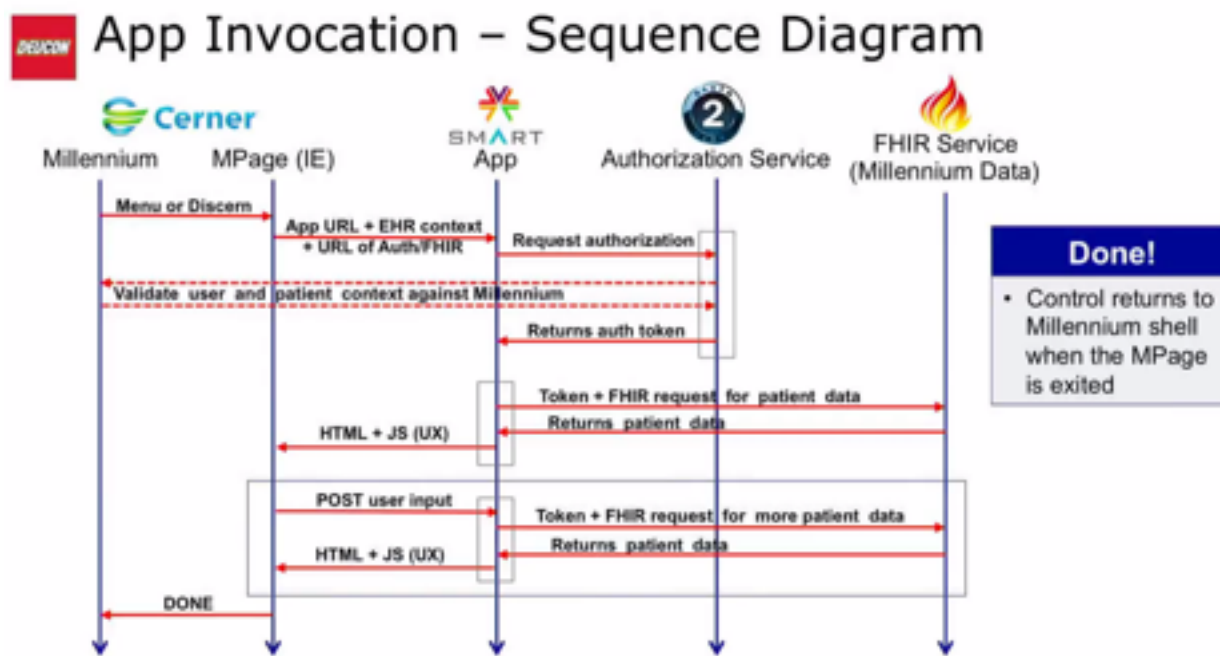 DEVCON
App Invocation – Sequence Diagram
Cerner
SMART
2
Millennium
MPage (IE)
App
Authorization Service
FHIR Service
(Millennium Data)
Menu or Discern
App URL + EHR context
+ URL of Auth/FHIR
Request authorization
Validate user and patient context against Millennium
Returns auth token
Token + FHIR request for patient data
Returns patient data
HTML + JS (UX)
POST user input
Token + FHIR request for more patient data
Returns patient data
HTML + JS (UX)
DONE
Done!
• Control returns to
Millennium shell
when the MPage
is exited